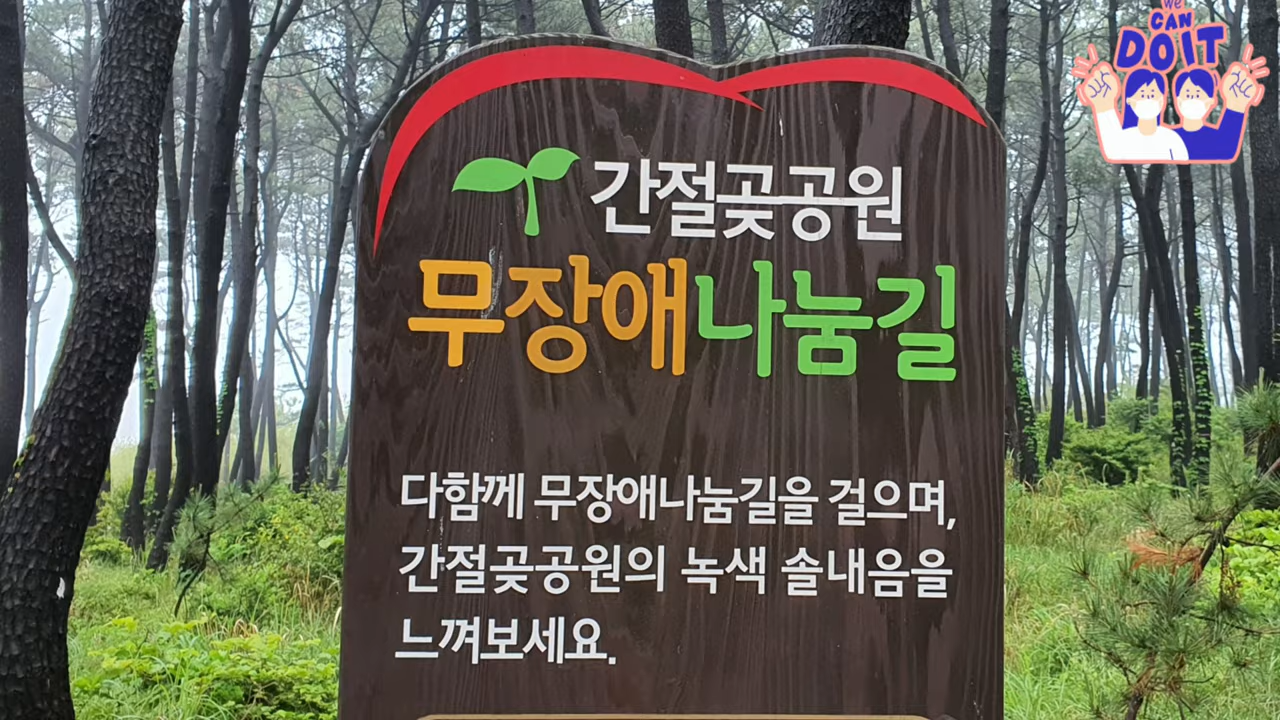 WE
CAN
DO IT
간절곶공원
무장애나눔길
다함께 무장애나눔길을 걸으며,
간절곶공원의 녹색 솔내음을
느껴보세요.